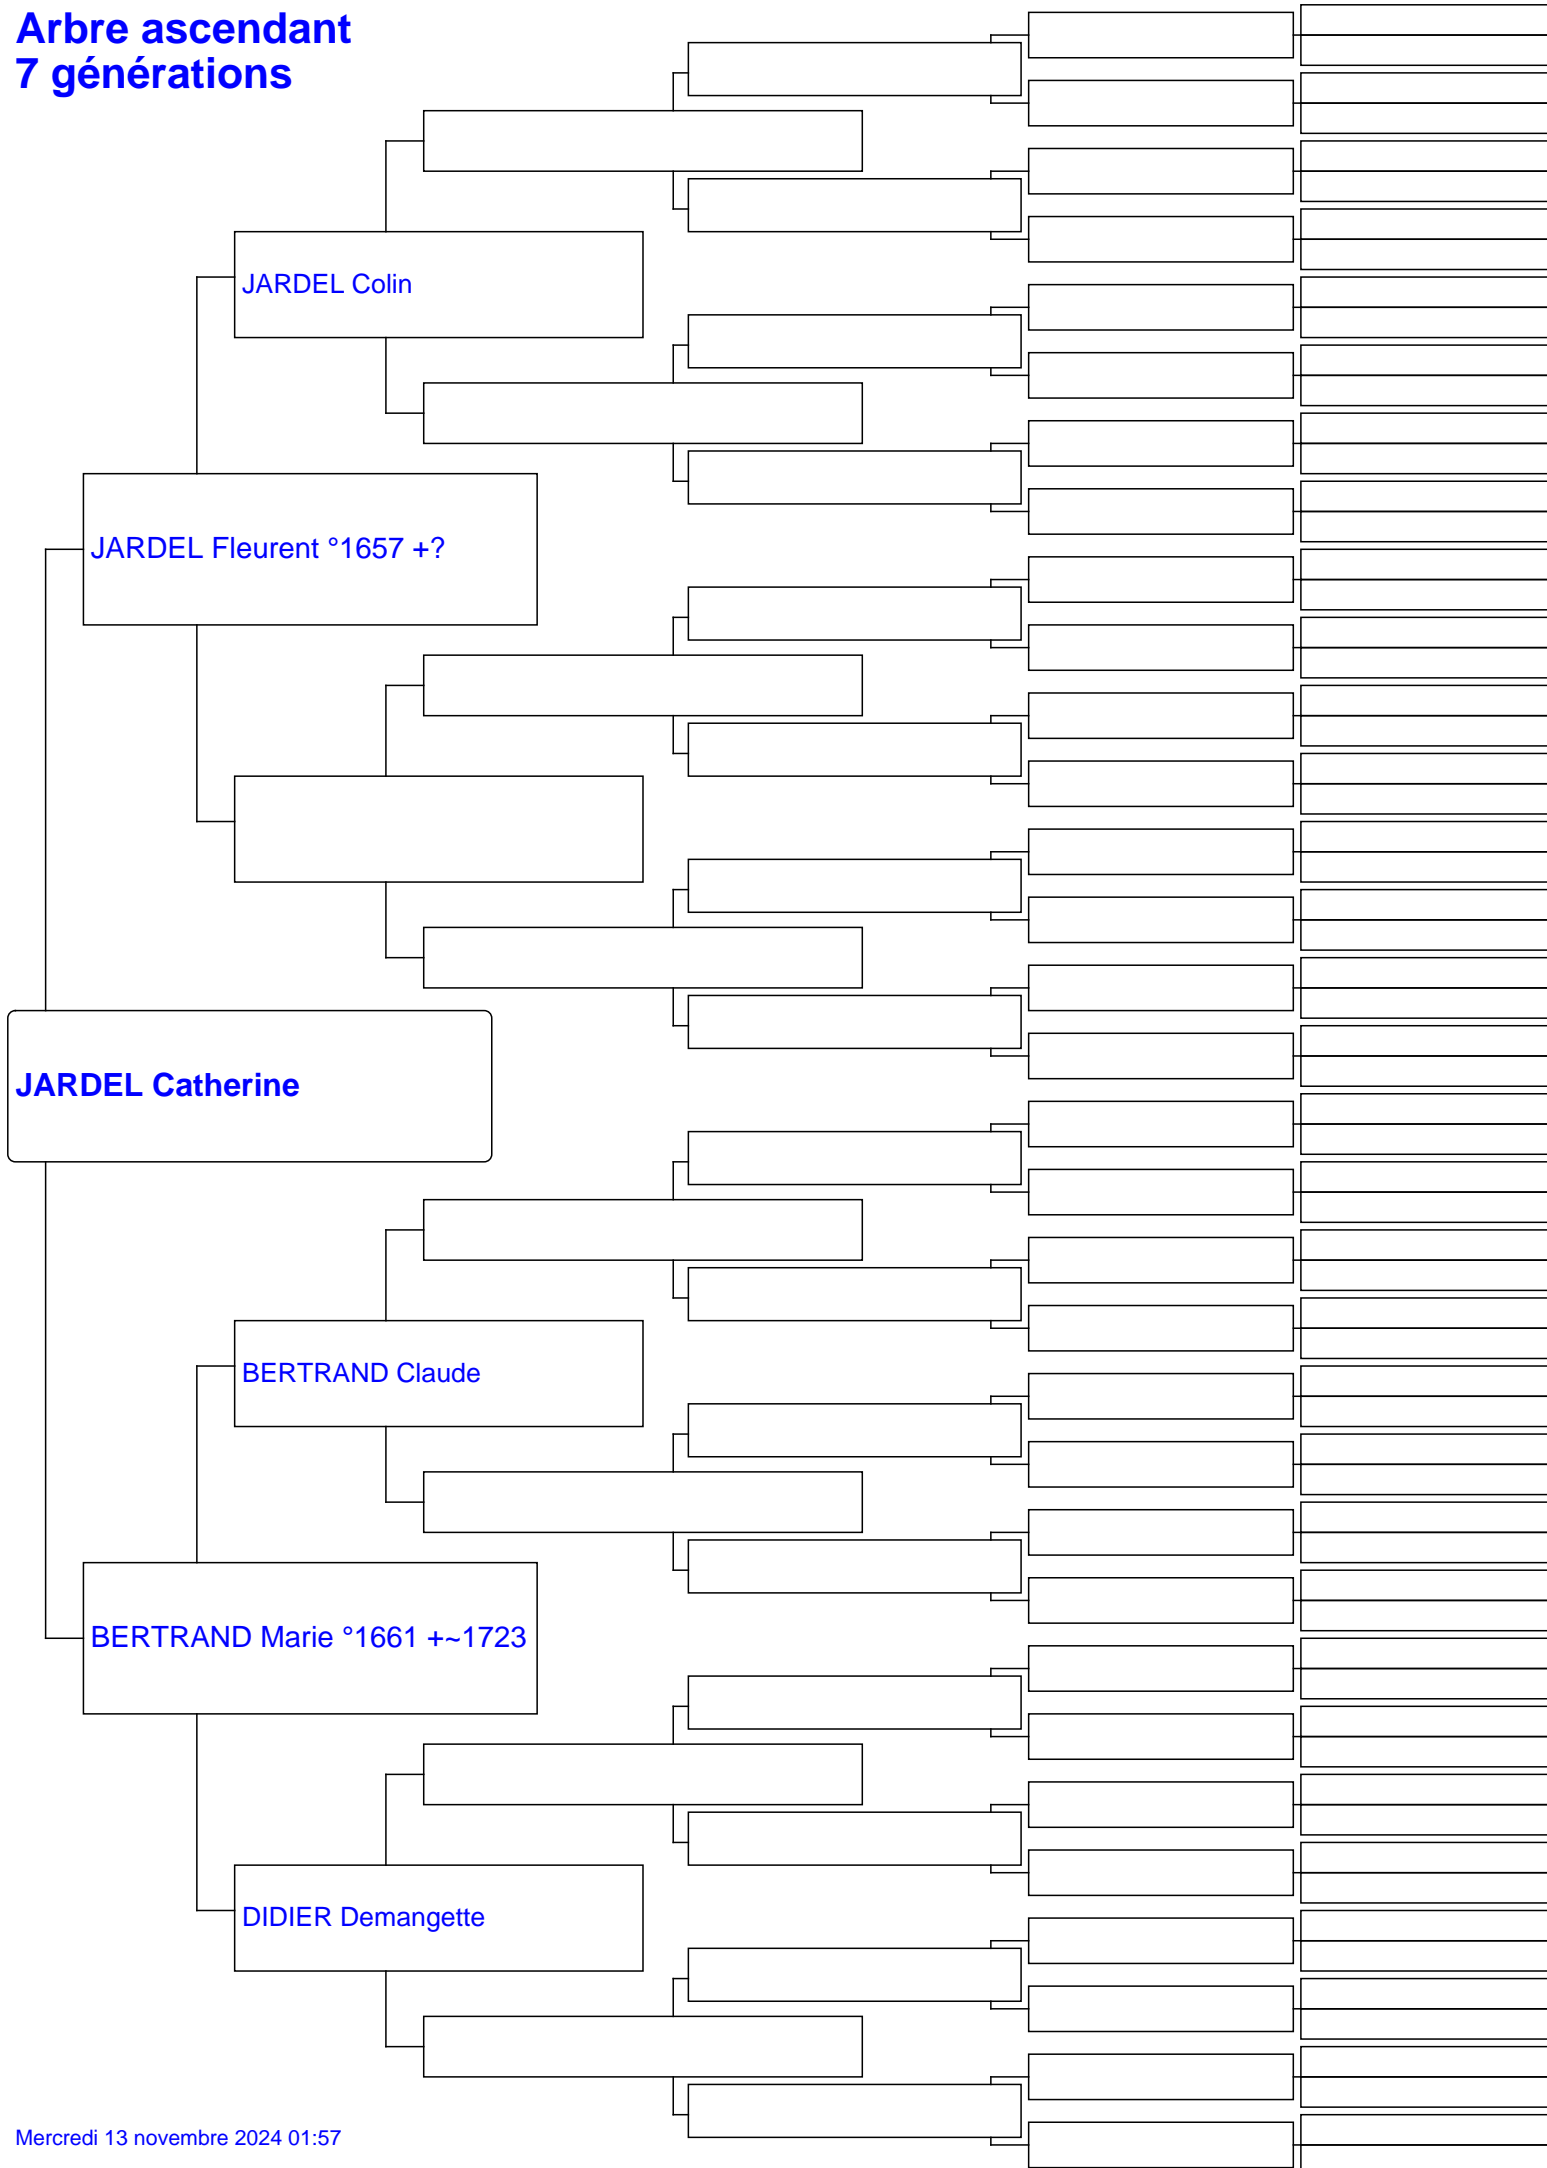 Arbre ascendant
7 générations
JARDEL Colin
JARDEL Fleurent °1657 +?
JARDEL Catherine
BERTRAND Claude
BERTRAND Marie °1661 +~1723
DIDIER Demangette
Mercredi 13 novembre 2024 01:57